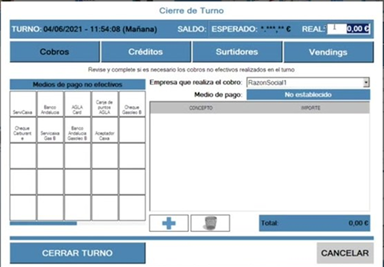 Cierre de Turno
TURNO: 04/06/2021 - 11:54:08 (Mañana) SALDO: ESPERADO: *.***,** € REAL: 0,00 €
Cobros Créditos Surtidores Vendings
Revise y complete si es necesario los cobros no efectivos realizados en el turno
Medios de pago no efectivos
Empresa que realiza el cobro: RazonSocial1
Medio de pago: No establecido
CONCEPTO IMPORTE
ServiCaixa
Banco Andalucia
AOLA Card
Canje de puntos AOLA
Cheque Gasoleo B
Cheque Carburante
Servicaixa Gas B
Banco Andalucia Gasoleo B
Aceptador Caixa
Total 0,00 €
CERRAR TURNO CANCELAR